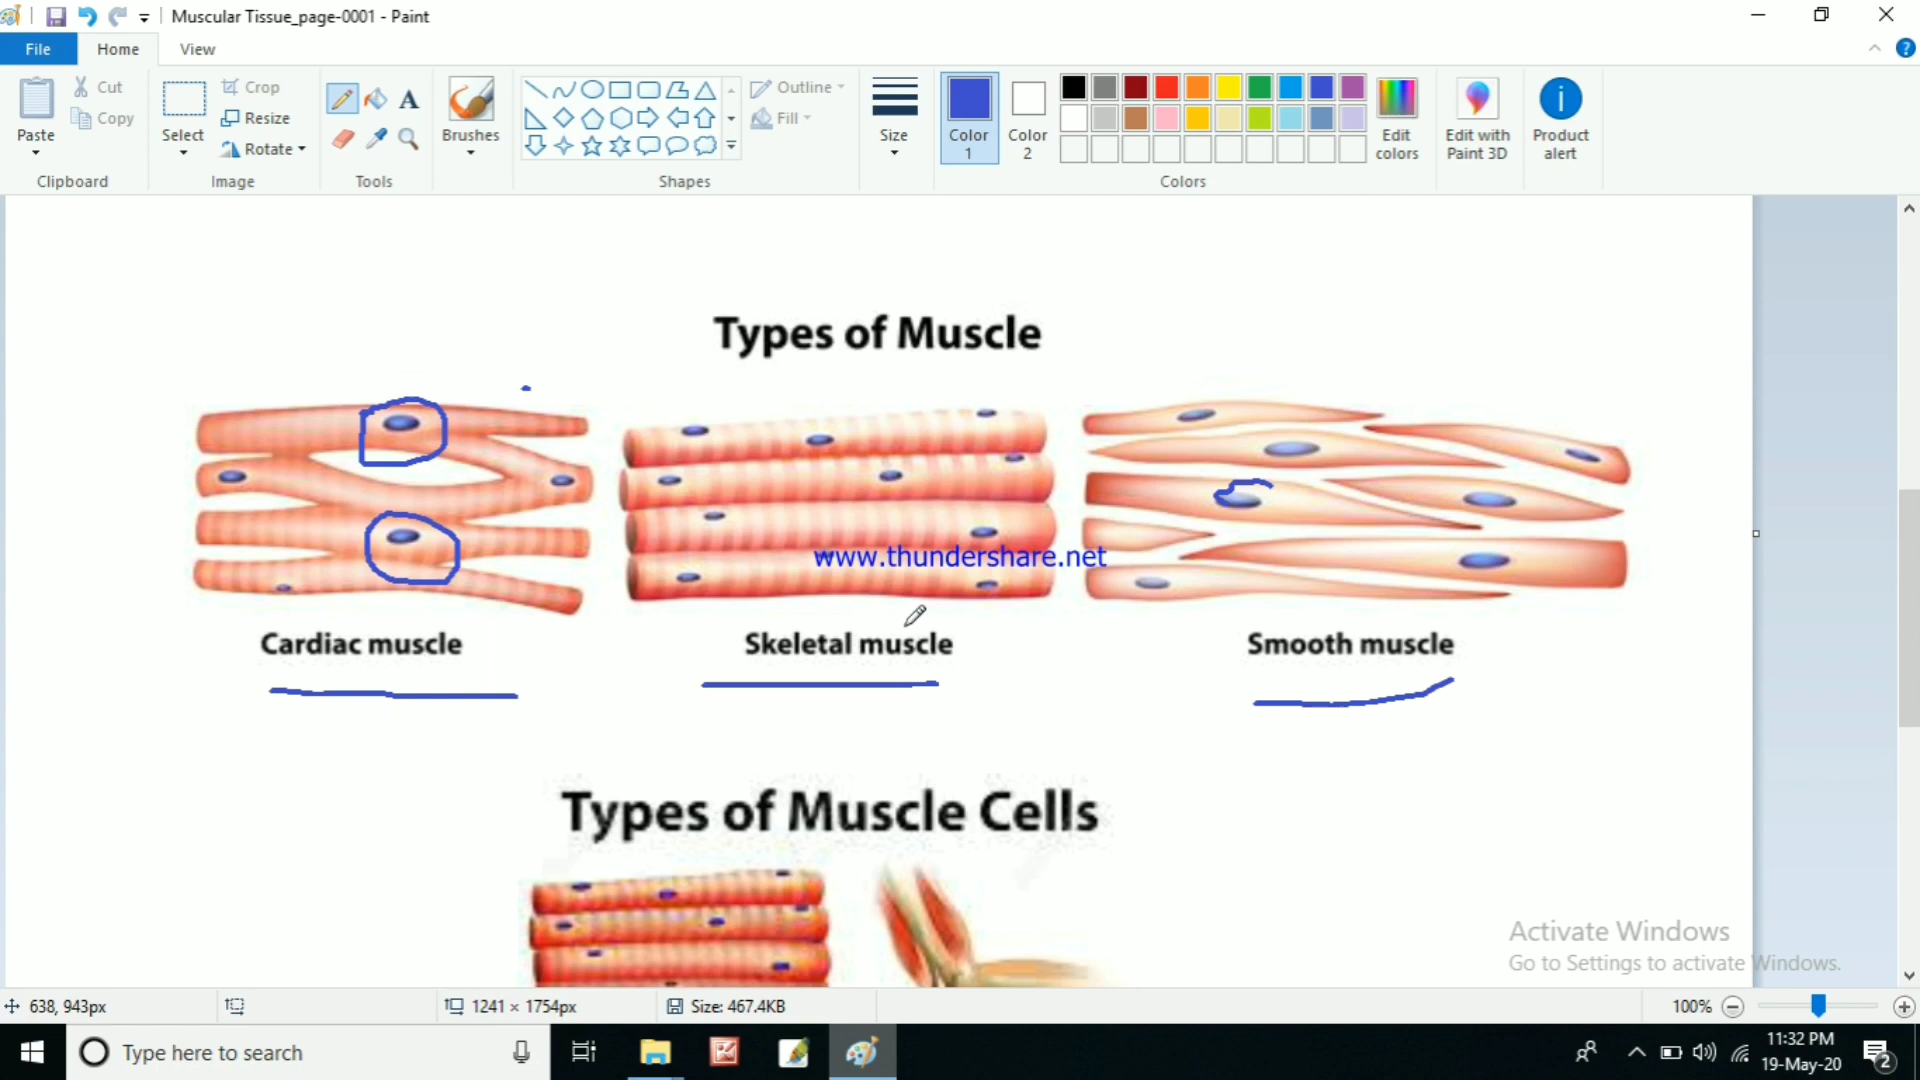 Muscular Tissue_page-0001 - Paint
File Home View
Paste
Cut
Copy
Clipboard
Select
Crop
Resize
Rotate
Image
A
Tools
Brushes
Outline
Fill
Shapes
Size
Color 1
Color 2
Edit colors
Colors
Edit with Paint 3D
Product alert
Types of Muscle
www.thundershare.net
Cardiac muscle
Skeletal muscle
Smooth muscle
Types of Muscle Cells
Activate Windows
Go to Settings to activate Windows.
638, 943px
1241 × 1754px
Size: 467.4KB
100%
Type here to search
11:32 PM
19-May-20
2